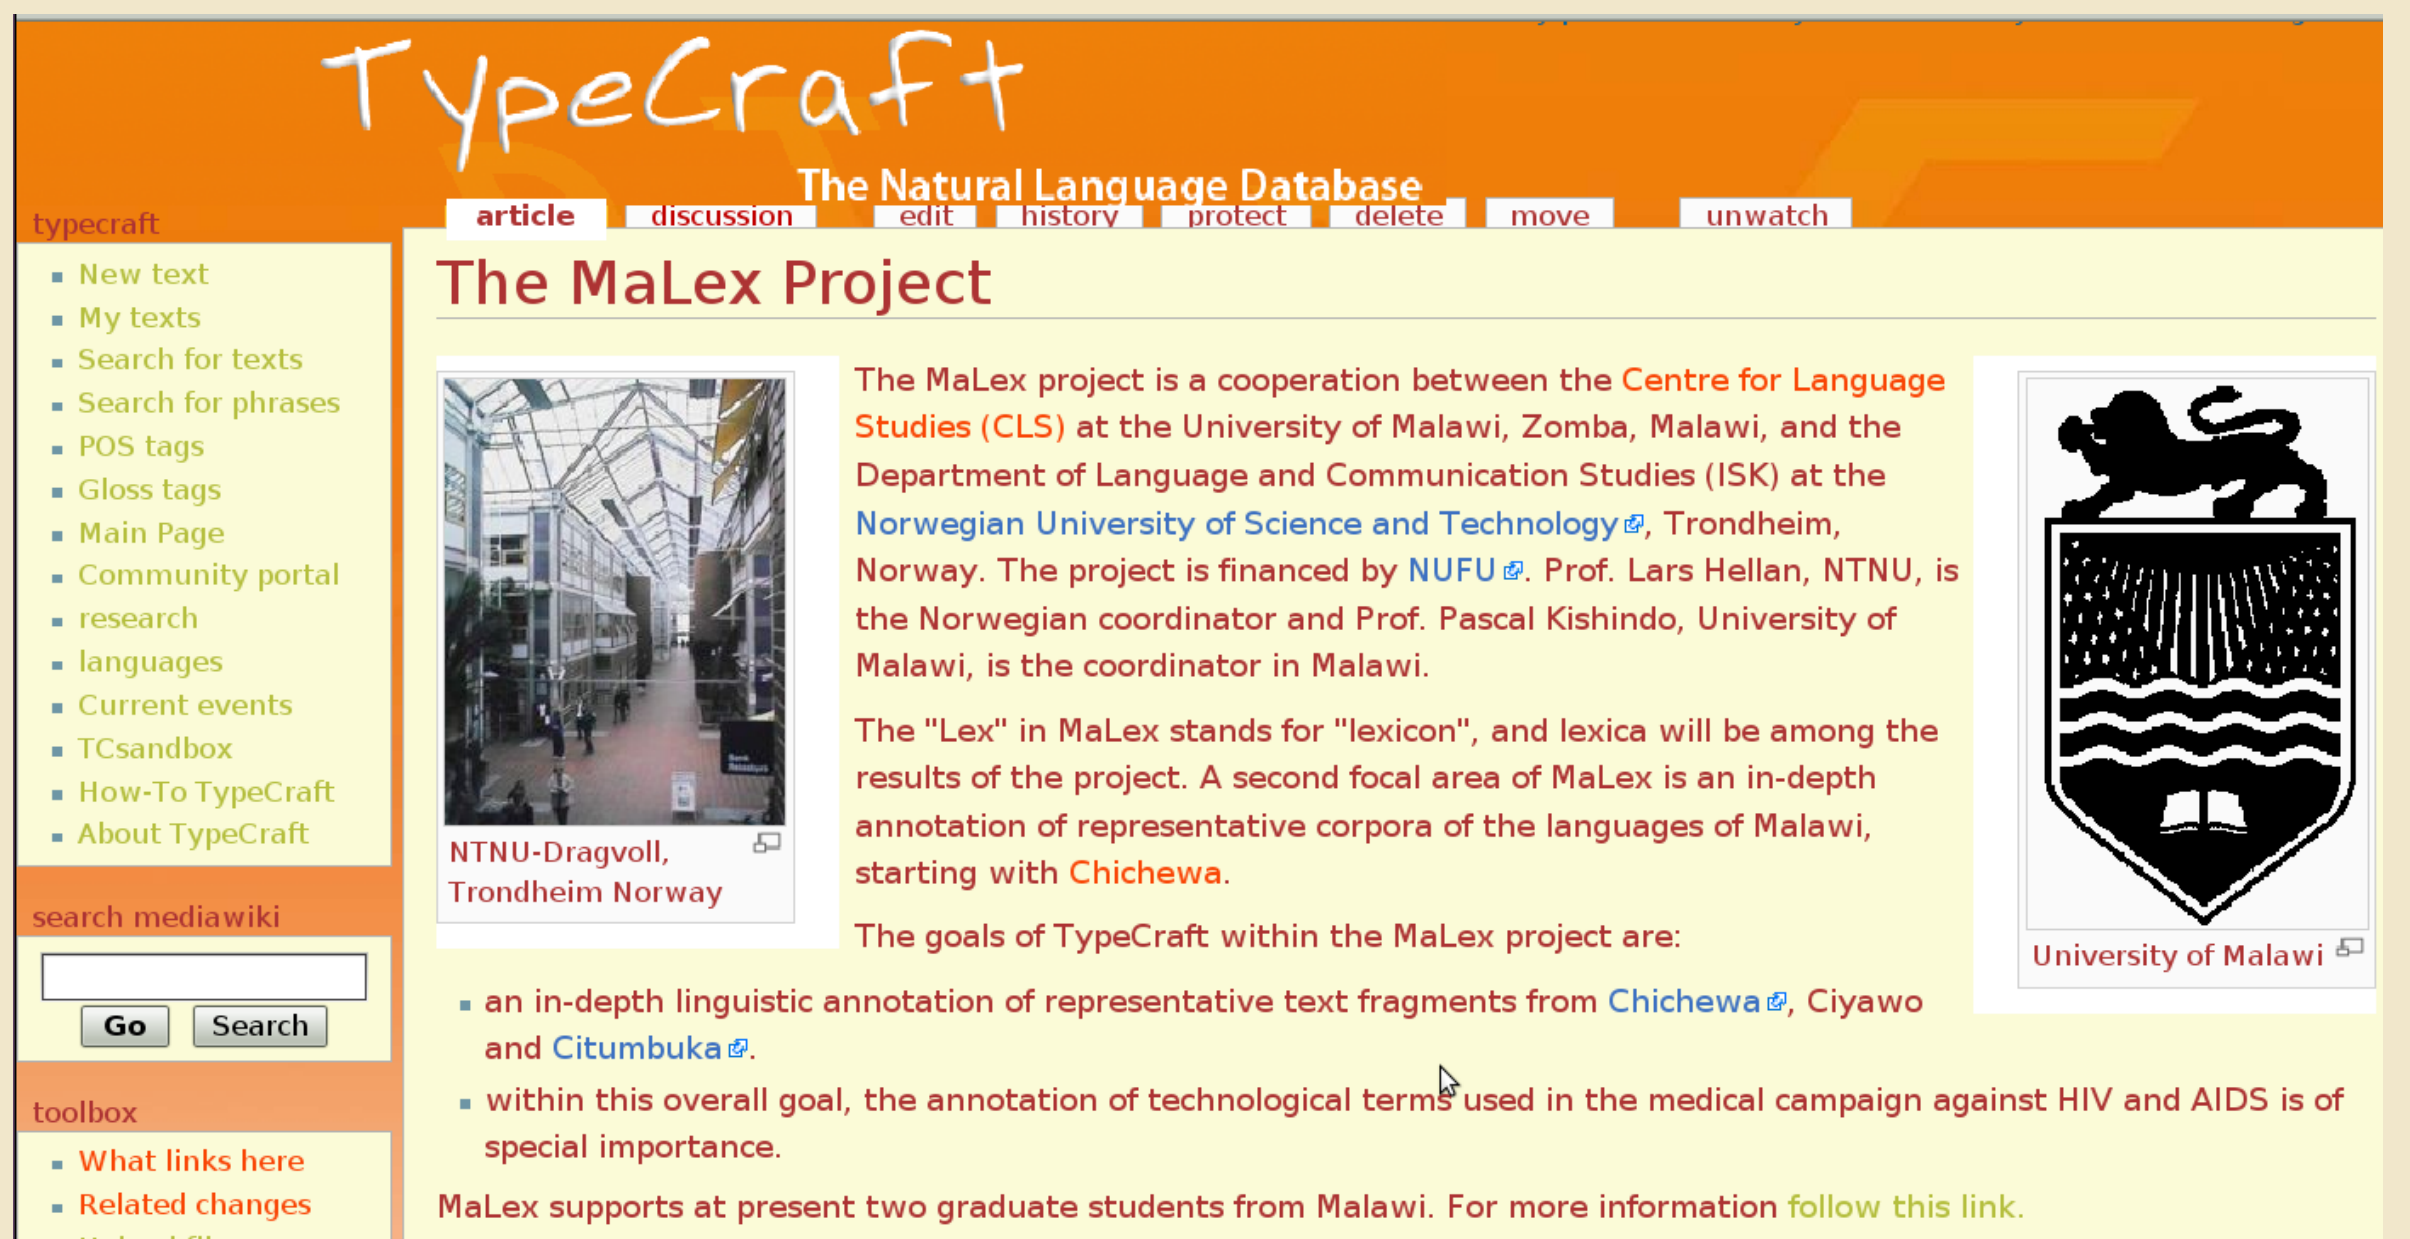 TypeCraft
The Natural Language Database
article discussion edit history protect delete move unwatch
typecraft
New text
My texts
Search for texts
Search for phrases
POS tags
Gloss tags
Main Page
Community portal
research
languages
Current events
TCsandbox
How-To TypeCraft
About TypeCraft
search mediawiki
Go Search
toolbox
What links here
Related changes
The MaLex Project
NTNU-Dragvoll,
Trondheim Norway
The MaLex project is a cooperation between the Centre for Language
Studies (CLS) at the University of Malawi, Zomba, Malawi, and the
Department of Language and Communication Studies (ISK) at the
Norwegian University of Science and Technology, Trondheim,
Norway. The project is financed by NUFU. Prof. Lars Hellan, NTNU, is
the Norwegian coordinator and Prof. Pascal Kishindo, University of
Malawi, is the coordinator in Malawi.
The "Lex" in MaLex stands for "lexicon", and lexica will be among the
results of the project. A second focal area of MaLex is an in-depth
annotation of representative corpora of the languages of Malawi,
starting with Chichewa.
The goals of TypeCraft within the MaLex project are:
University of Malawi
an in-depth linguistic annotation of representative text fragments from Chichewa, Ciyawo
and Citumbuka.
within this overall goal, the annotation of technological terms used in the medical campaign against HIV and AIDS is of
special importance.
MaLex supports at present two graduate students from Malawi. For more information follow this link.